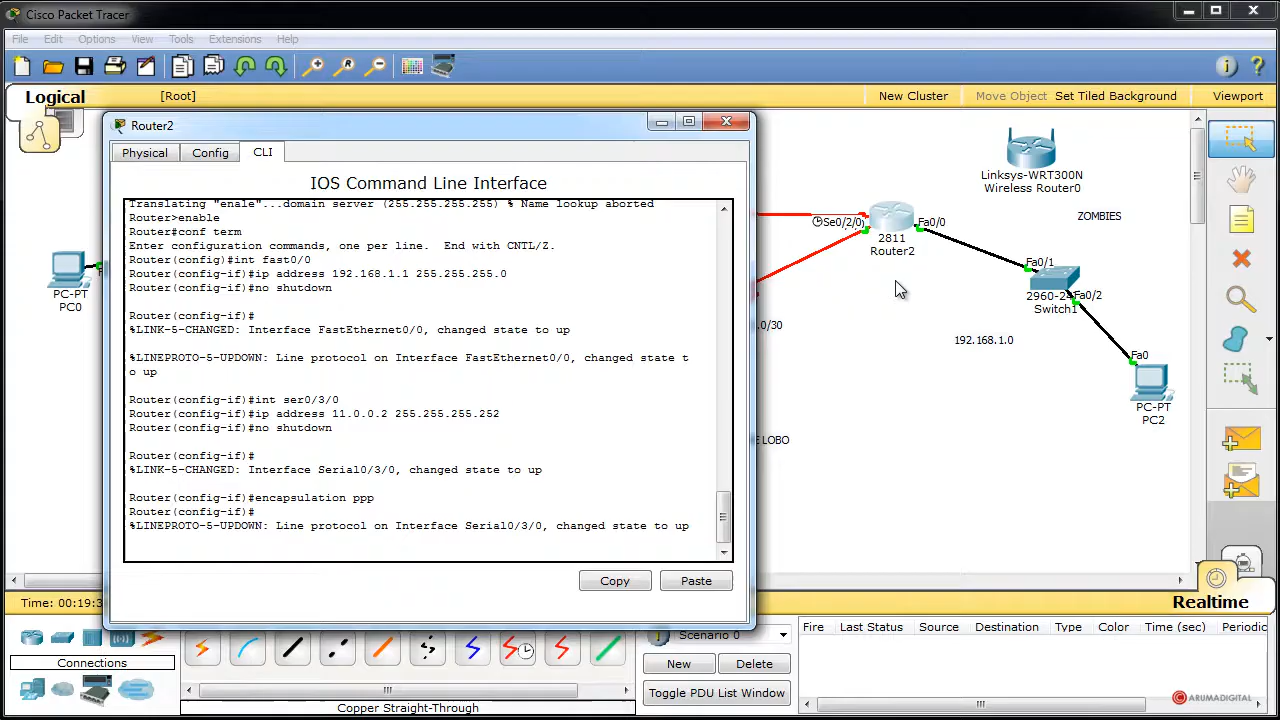 Cisco Packet Tracer
File Edit Options View Tools Extensions Help
Logical
[Root]
New Cluster
Move Object
Set Tiled Background
Viewport
Router2
Physical
Config
CLI
IOS Command Line Interface
Translating "enale"...domain server (255.255.255.255) % Name lookup aborted
Router>enable
Router#conf term
Enter configuration commands, one per line.  End with CNTL/Z.
Router(config)#int fast0/0
Router(config-if)#ip address 192.168.1.1 255.255.255.0
Router(config-if)#no shutdown
Router(config-if)#
%LINK-5-CHANGED: Interface FastEthernet0/0, changed state to up
%LINEPROTO-5-UPDOWN: Line protocol on Interface FastEthernet0/0, changed state t
o up
Router(config-if)#int ser0/3/0
Router(config-if)#ip address 11.0.0.2 255.255.255.252
Router(config-if)#no shutdown
Router(config-if)#
%LINK-5-CHANGED: Interface Serial0/3/0, changed state to up
Router(config-if)#encapsulation ppp
Router(config-if)#
%LINEPROTO-5-UPDOWN: Line protocol on Interface Serial0/3/0, changed state to up
Copy
Paste
PC-PT
PC0
Se0/2/0
Fa0/0
2811
Router2
.0/30
LOBO
Linksys-WRT300N
Wireless Router0
ZOMBIES
Fa0/1
Fa0/2
Switch1
192.168.1.0
Fa0
PC-PT
PC2
Time: 00:19:3
Realtime
Connections
Copper Straight-Through
Scenario 0
New
Delete
Toggle PDU List Window
Fire
Last Status
Source
Destination
Type
Color
Time (sec)
Periodic
ARUMADIGITAL